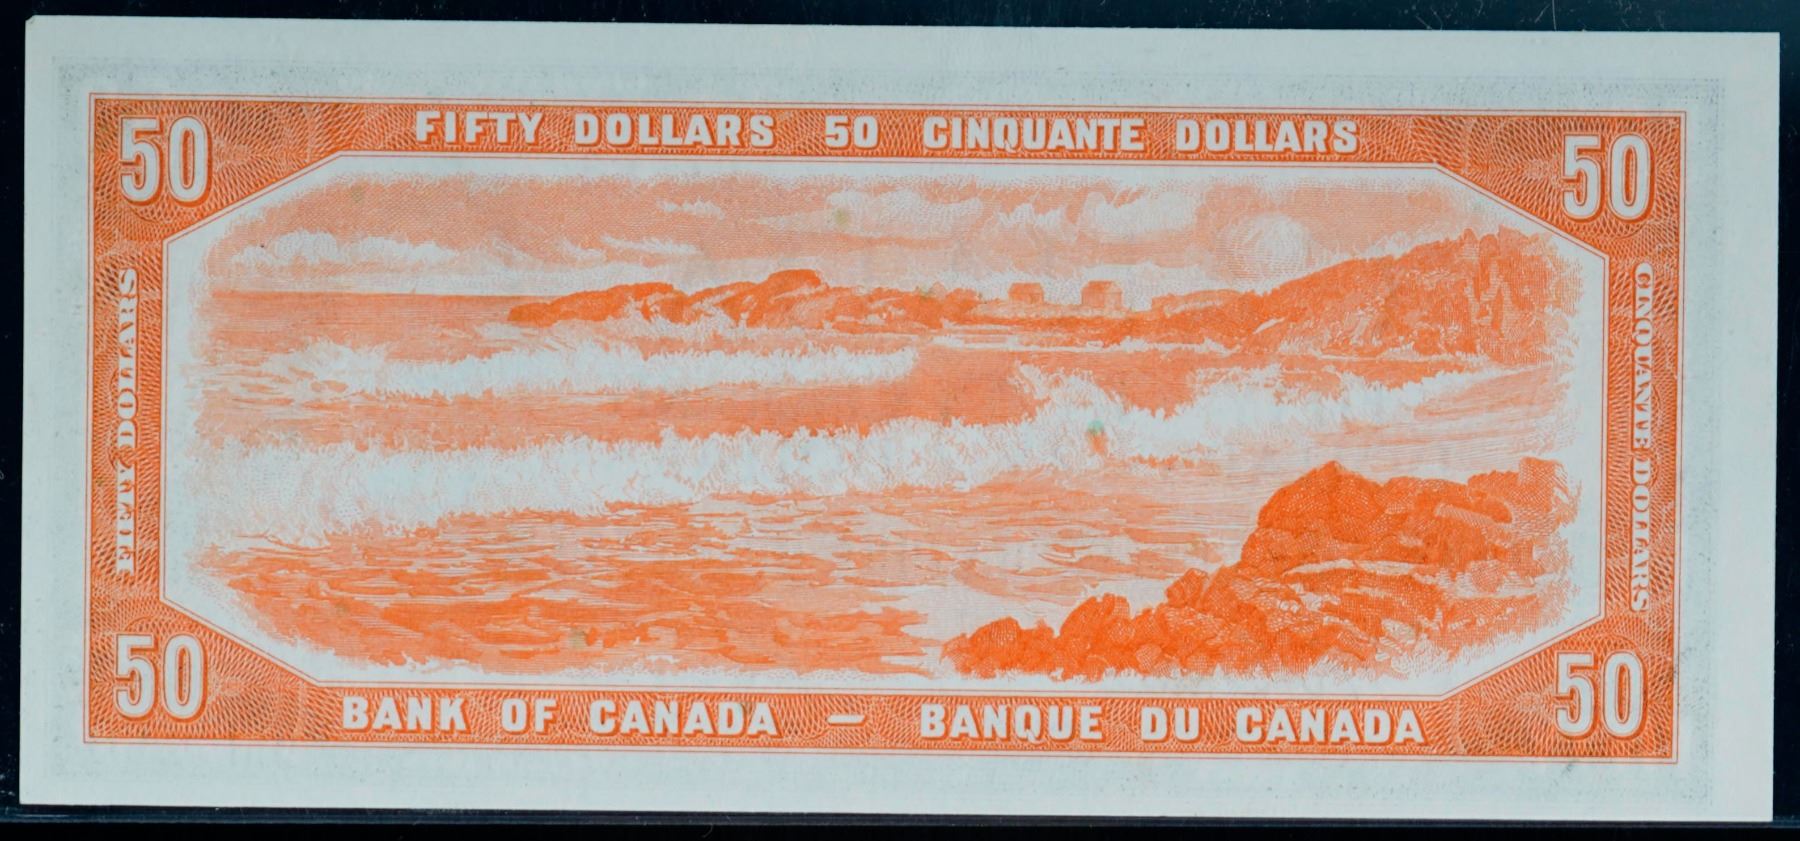 50
FIFTY DOLLARS 50 CINQUANTE DOLLARS
50
FIFTY DOLLARS
CINQUANTE DOLLARS
50
BANK OF CANADA — BANQUE DU CANADA
50